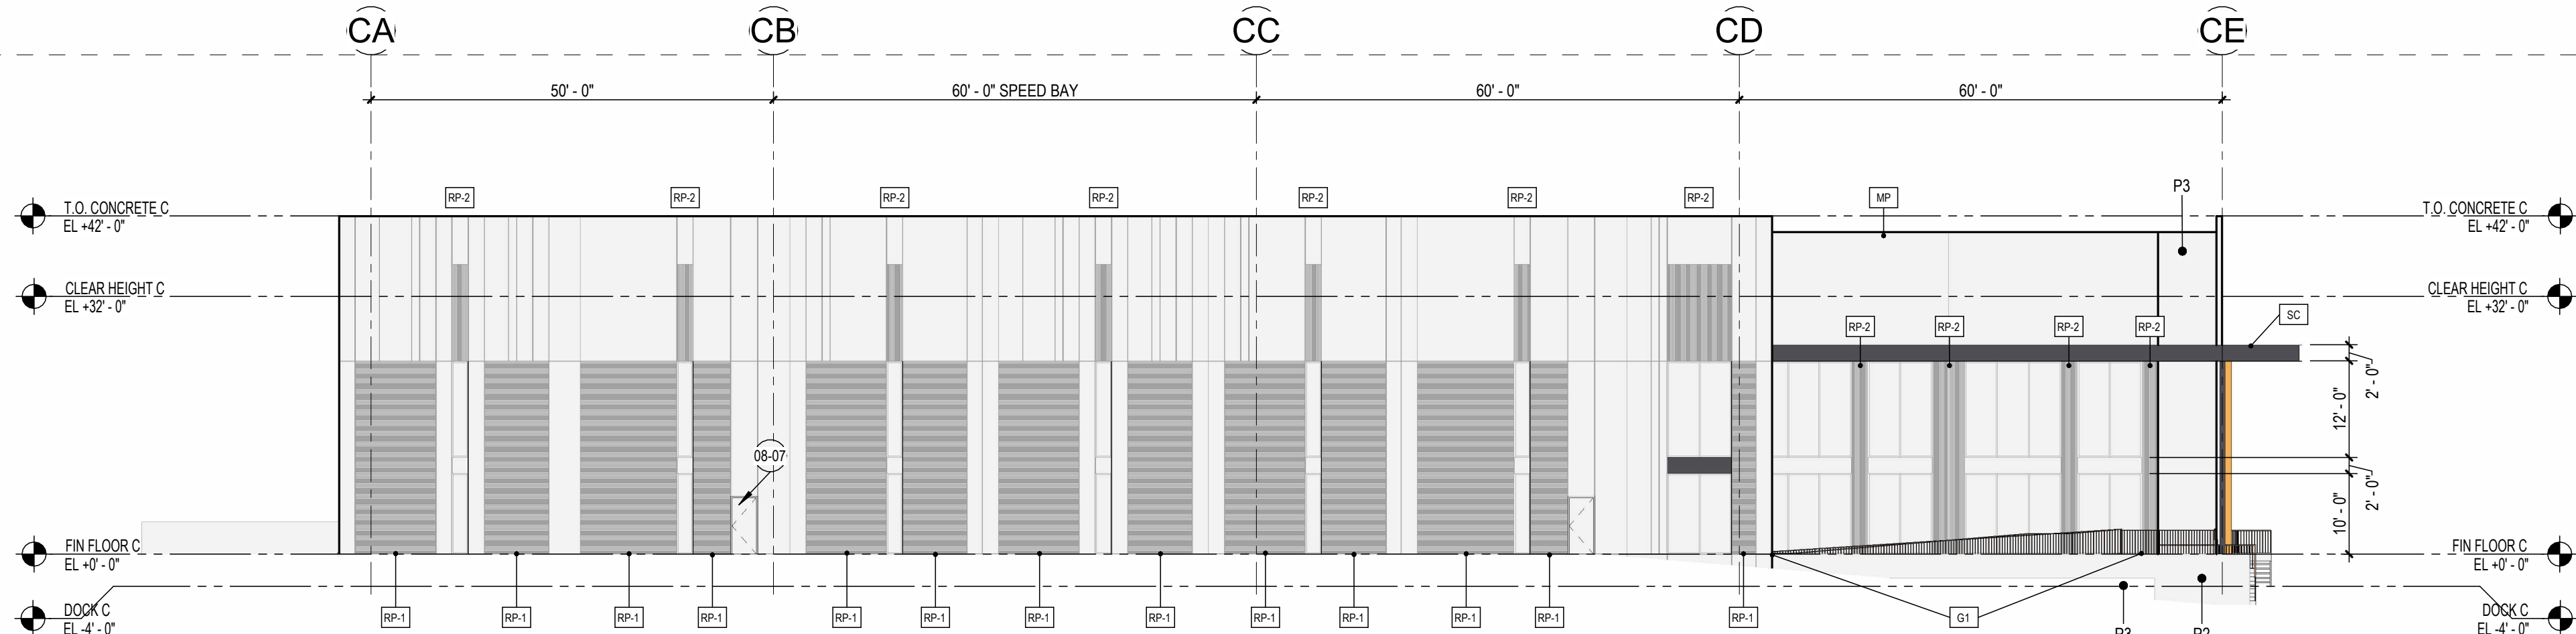 CA CB CC CD CE
50' - 0" 60' - 0" SPEED BAY 60' - 0" 60' - 0"
RP-2 RP-2 RP-2 RP-2 RP-2 RP-2 RP-2 MP P3
T.O. CONCRETE C T.O. CONCRETE C
EL +42' - 0" EL +42' - 0"
CLEAR HEIGHT C CLEAR HEIGHT C
EL +32' - 0" EL +32' - 0"
SC
RP-2 RP-2 RP-2 RP-2
2' - 0"
12' - 0"
08-07
2' - 0"
10' - 0"
FIN FLOOR C FIN FLOOR C
EL +0' - 0" EL +0' - 0"
DOCK C DOCK C
EL -4' - 0" EL -4' - 0"
RP-1 RP-1 RP-1 RP-1 RP-1 RP-1 RP-1 RP-1 RP-1 RP-1 RP-1 RP-1 RP-1 G1
P3 P2